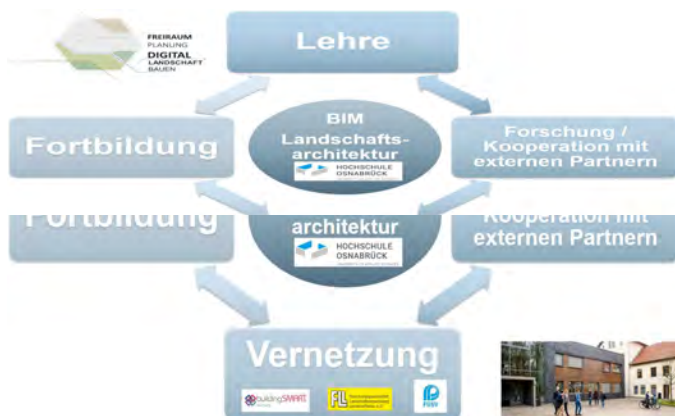 FREIRAUM
PLANUNG
DIGITAL
LANDSCHAFT
BAUEN
Lehre
Fortbildung
BIM
Landschafts-
architektur
HOCHSCHULE
OSNABRÜCK
Forschung /
Kooperation mit
externen Partnern
Fortbildung
architektur
HOCHSCHULE
OSNABRÜCK
Kooperation mit
externen Partnern
Vernetzung
buildingSMART
FLL